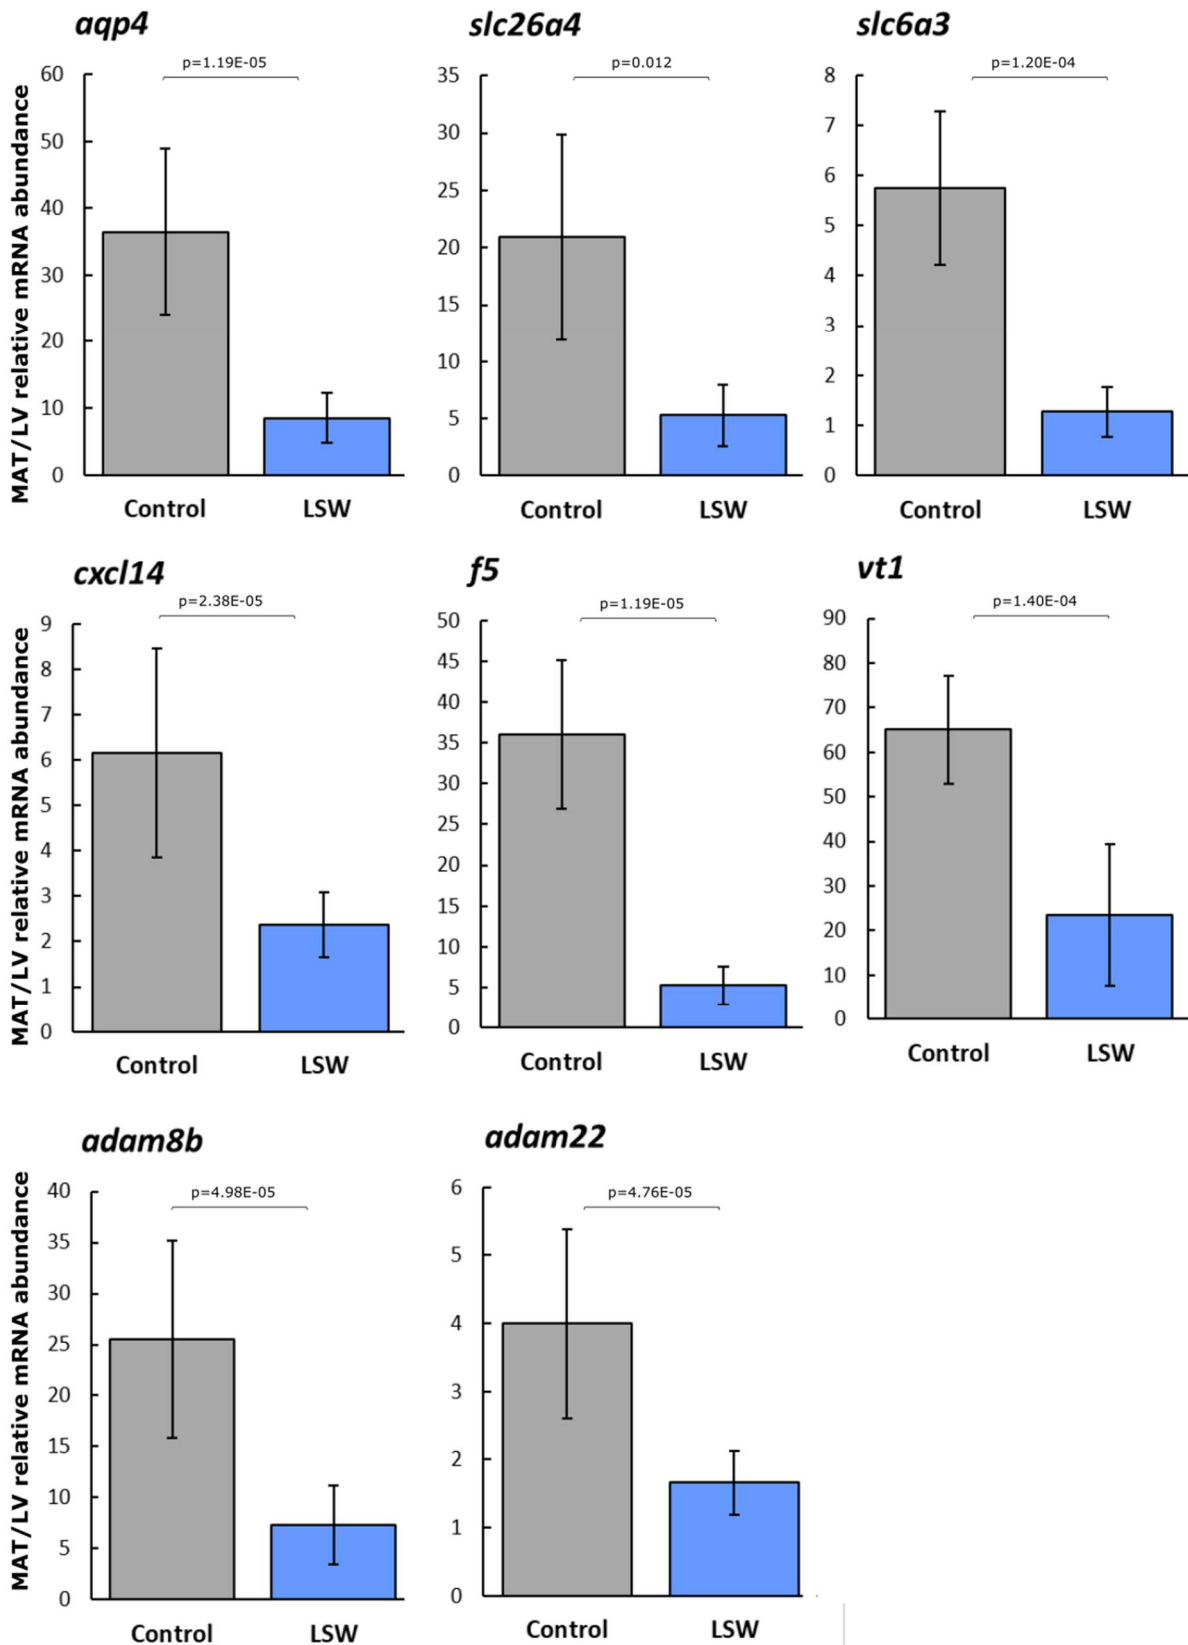 aqp4
slc26a4
slc6a3
p=1.19E-05
p=0.012
p=1.20E-04
MAT/LV relative mRNA abundance
60
50
40
30
20
10
0
35
30
25
20
15
10
5
0
8
7
6
5
4
3
2
1
0
Control
LSW
Control
LSW
Control
LSW
cxcl14
f5
vt1
p=2.38E-05
p=1.19E-05
p=1.40E-04
MAT/LV relative mRNA abundance
9
8
7
6
5
4
3
2
1
0
50
45
40
35
30
25
20
15
10
5
0
90
80
70
60
50
40
30
20
10
0
Control
LSW
Control
LSW
Control
LSW
adam8b
adam22
p=4.98E-05
p=4.76E-05
MAT/LV relative mRNA abundance
40
35
30
25
20
15
10
5
0
6
5
4
3
2
1
0
Control
LSW
Control
LSW